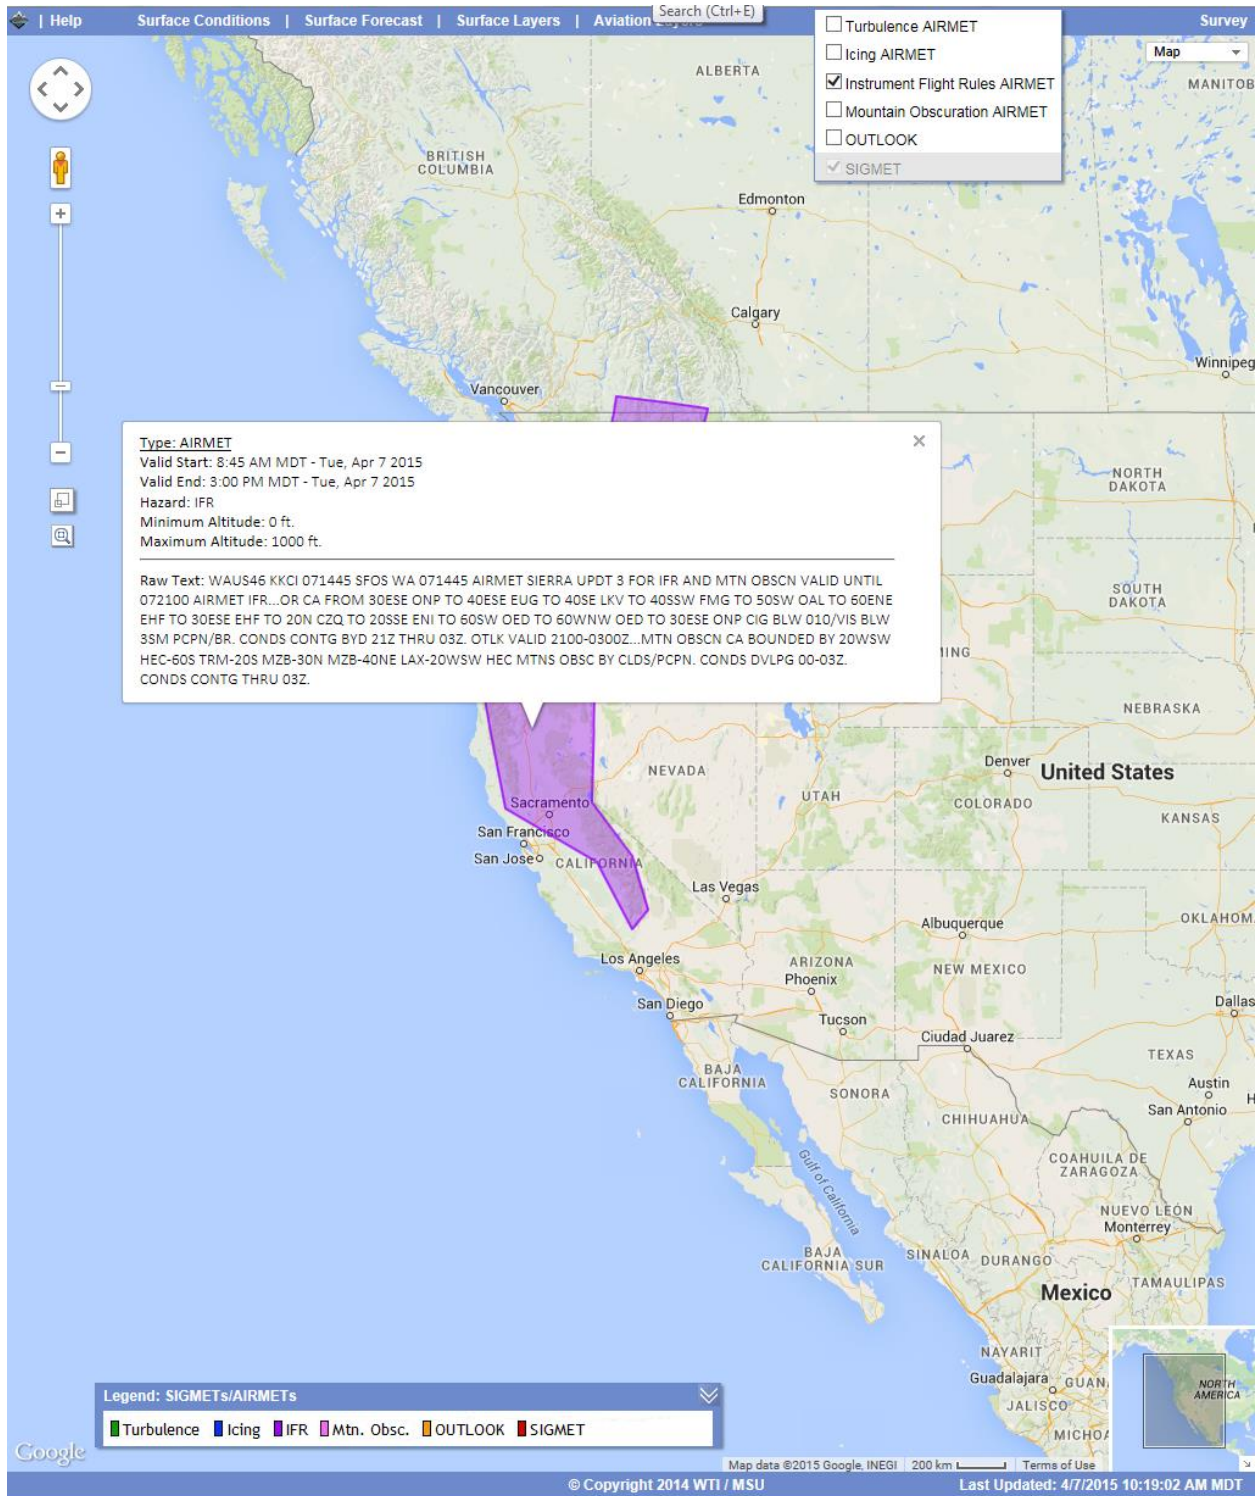 | Help Surface Conditions | Surface Forecast | Surface Layers | Aviation Survey
Search (Ctrl+E)
Turbulence AIRMET
Icing AIRMET
Instrument Flight Rules AIRMET
Mountain Obscuration AIRMET
OUTLOOK
SIGMET
Map
ALBERTA
MANITOB
BRITISH
COLUMBIA
Edmonton
Calgary
Winnipeg
Vancouver
Type: AIRMET
Valid Start: 8:45 AM MDT - Tue, Apr 7 2015
Valid End: 3:00 PM MDT - Tue, Apr 7 2015
Hazard: IFR
Minimum Altitude: 0 ft.
Maximum Altitude: 1000 ft.
Raw Text: WAUS46 KKCI 071445 SFOS WA 071445 AIRMET SIERRA UPDT 3 FOR IFR AND MTN OBSCN VALID UNTIL
072100 AIRMET IFR...OR CA FROM 30ESE ONP TO 40ESE EUG TO 40SE LKV TO 40SSW FMG TO 50SW OAL TO 60ENE
EHF TO 30ESE EHF TO 20N CZQ TO 20SSE ENI TO 60SW OED TO 60WNW OED TO 30ESE ONP CIG BLW 010/VIS BLW
3SM PCPN/BR. CONDS CONTG BYD 21Z THRU 03Z. OTLK VALID 2100-0300Z...MTN OBSCN CA BOUNDED BY 20WSW
HEC-60S TRM-20S MZB-30N MZB-40NE LAX-20WSW HEC MTNS OBSC BY CLDS/PCPN. CONDS DVLPG 00-03Z.
CONDS CONTG THRU 03Z.
NORTH
DAKOTA
SOUTH
DAKOTA
MING
NEBRASKA
NEVADA
Denver
United States
UTAH
COLORADO
KANSAS
Sacramento
San Francisco
San Jose
CALIFORNIA
Las Vegas
Albuquerque
OKLAHOM
Los Angeles
ARIZONA
Phoenix
NEW MEXICO
San Diego
Dallas
Tucson
Ciudad Juarez
TEXAS
BAJA
CALIFORNIA
SONORA
Austin
H
San Antonio
CHIHUAHUA
COAHUILA DE
ZARAGOZA
Gulf of California
NUEVO LEÓN
Monterrey
BAJA
CALIFORNIA SUR
SINALOA
DURANGO
Mexico
TAMAULIPAS
NAYARIT
Guadalajara
GUAN
JALISCO
MICHOA
NORTH
AMERICA
Legend: SIGMETs/AIRMETs
Turbulence Icing IFR Mtn. Obsc. OUTLOOK SIGMET
Google
Map data ©2015 Google, INEGI 200 km Terms of Use
© Copyright 2014 WTI / MSU Last Updated: 4/7/2015 10:19:02 AM MDT